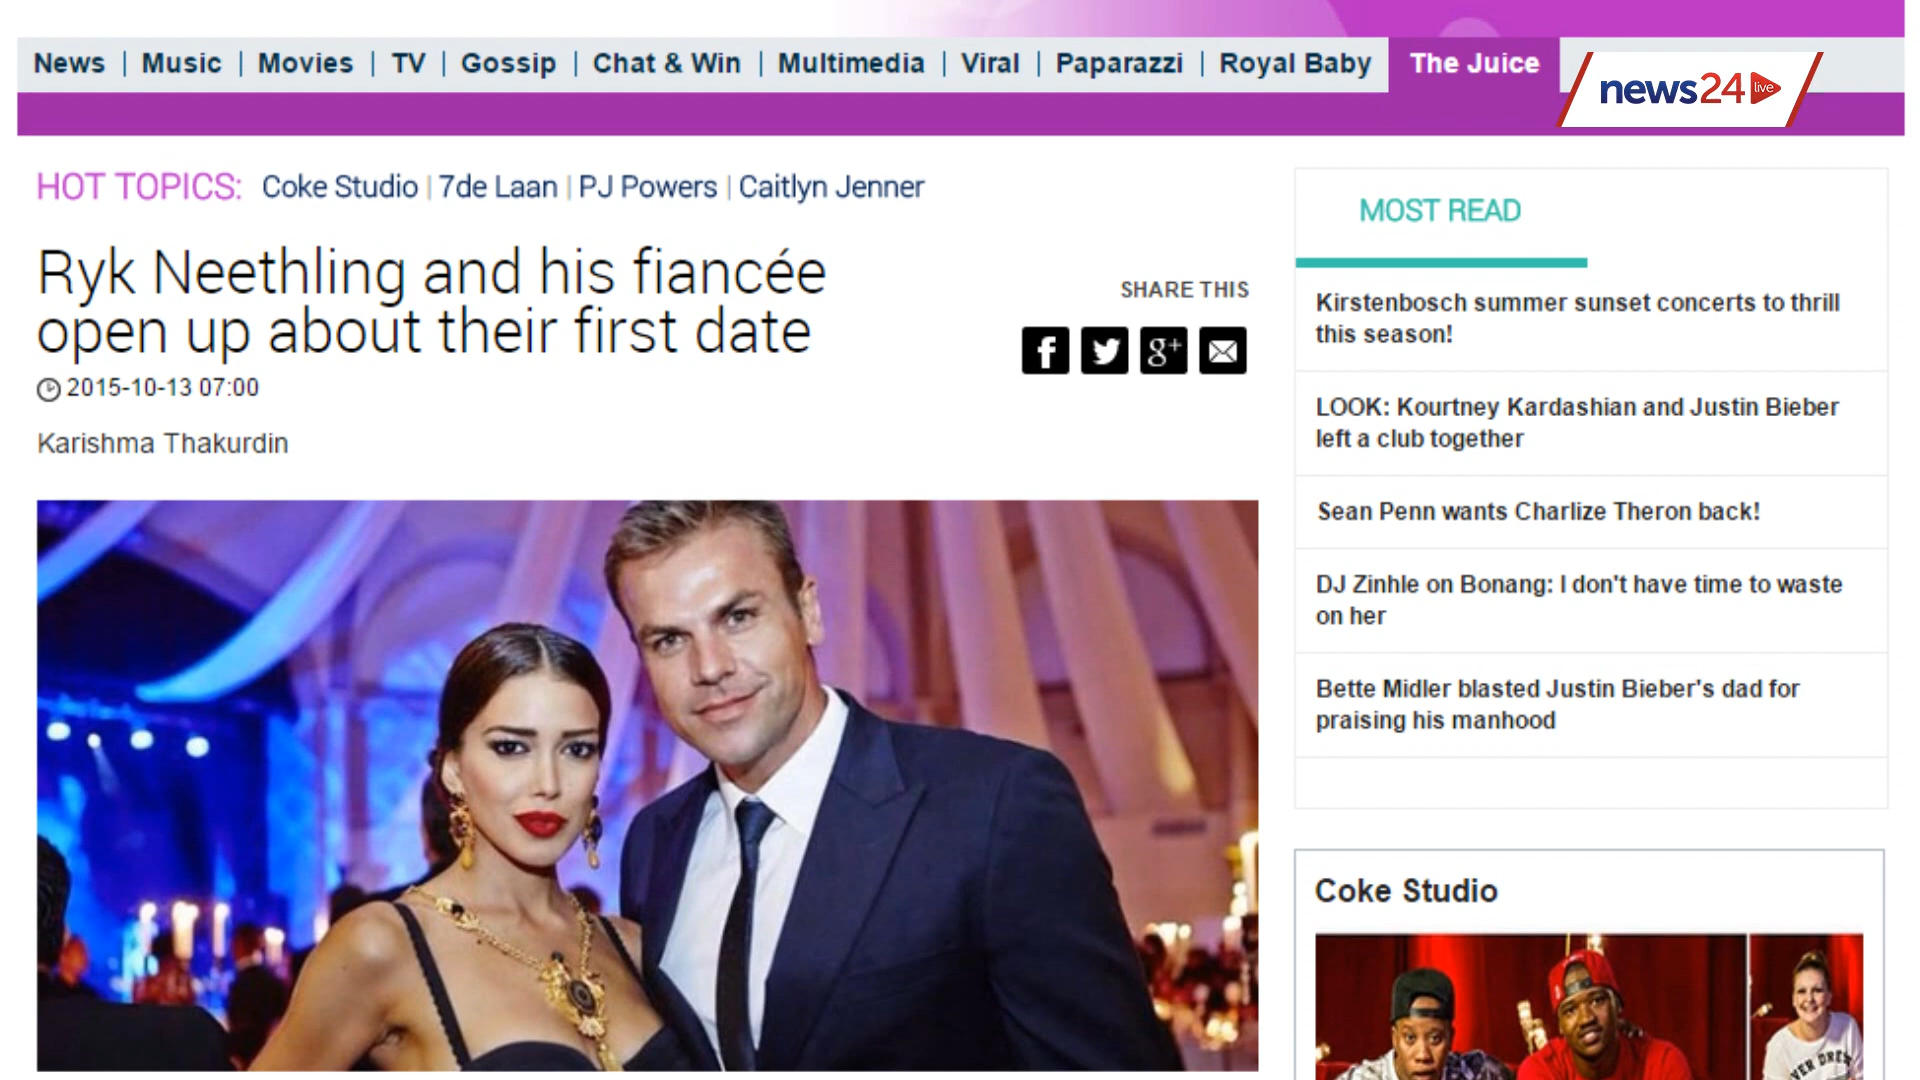 News | Music | Movies | TV | Gossip | Chat & Win | Multimedia | Viral | Paparazzi | Royal Baby The Juice
news24 live
HOT TOPICS: Coke Studio | 7de Laan | PJ Powers | Caitlyn Jenner
Ryk Neethling and his fiancée
open up about their first date
2015-10-13 07:00
Karishma Thakurdin
SHARE THIS
f g+
MOST READ
Kirstenbosch summer sunset concerts to thrill
this season!
LOOK: Kourtney Kardashian and Justin Bieber
left a club together
Sean Penn wants Charlize Theron back!
DJ Zinhle on Bonang: I don't have time to waste
on her
Bette Midler blasted Justin Bieber's dad for
praising his manhood
Coke Studio